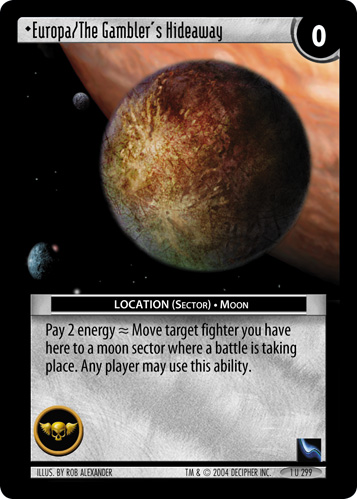 •Europa/The Gambler's Hideaway
0
LOCATION (SECTOR) • MOON
Pay 2 energy ≈ Move target fighter you have
here to a moon sector where a battle is taking
place. Any player may use this ability.
ILLUS. BY ROB ALEXANDER
TM & © 2004 DECIPHER INC.
1 U 299